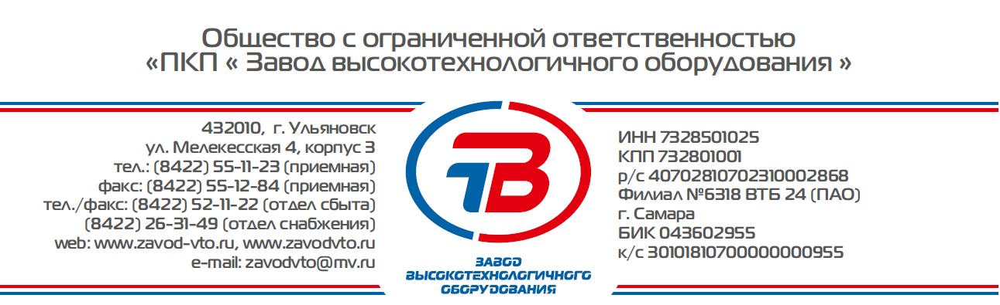 Общество с ограниченной ответственностью
«ПКП « Завод высокотехнологичного оборудования »
432010, г. Ульяновск
ул. Мелекесская 4, корпус 3
тел.: (8422) 55-11-23 (приемная)
факс: (8422) 55-12-84 (приемная)
тел./факс: (8422) 52-11-22 (отдел сбыта)
(8422) 26-31-49 (отдел снабжения)
web: www.zavod-vto.ru, www.zavodvto.ru
e-mail: zavodvto@mv.ru
ТВ
ЗАВОД
ВЫСОКОТЕХНОЛОГИЧНОГО
ОБОРУДОВАНИЯ
ИНН 7328501025
КПП 732801001
р/с 40702810702310002868
Филиал №6318 ВТБ 24 (ПАО)
г. Самара
БИК 043602955
к/с 30101810700000000955